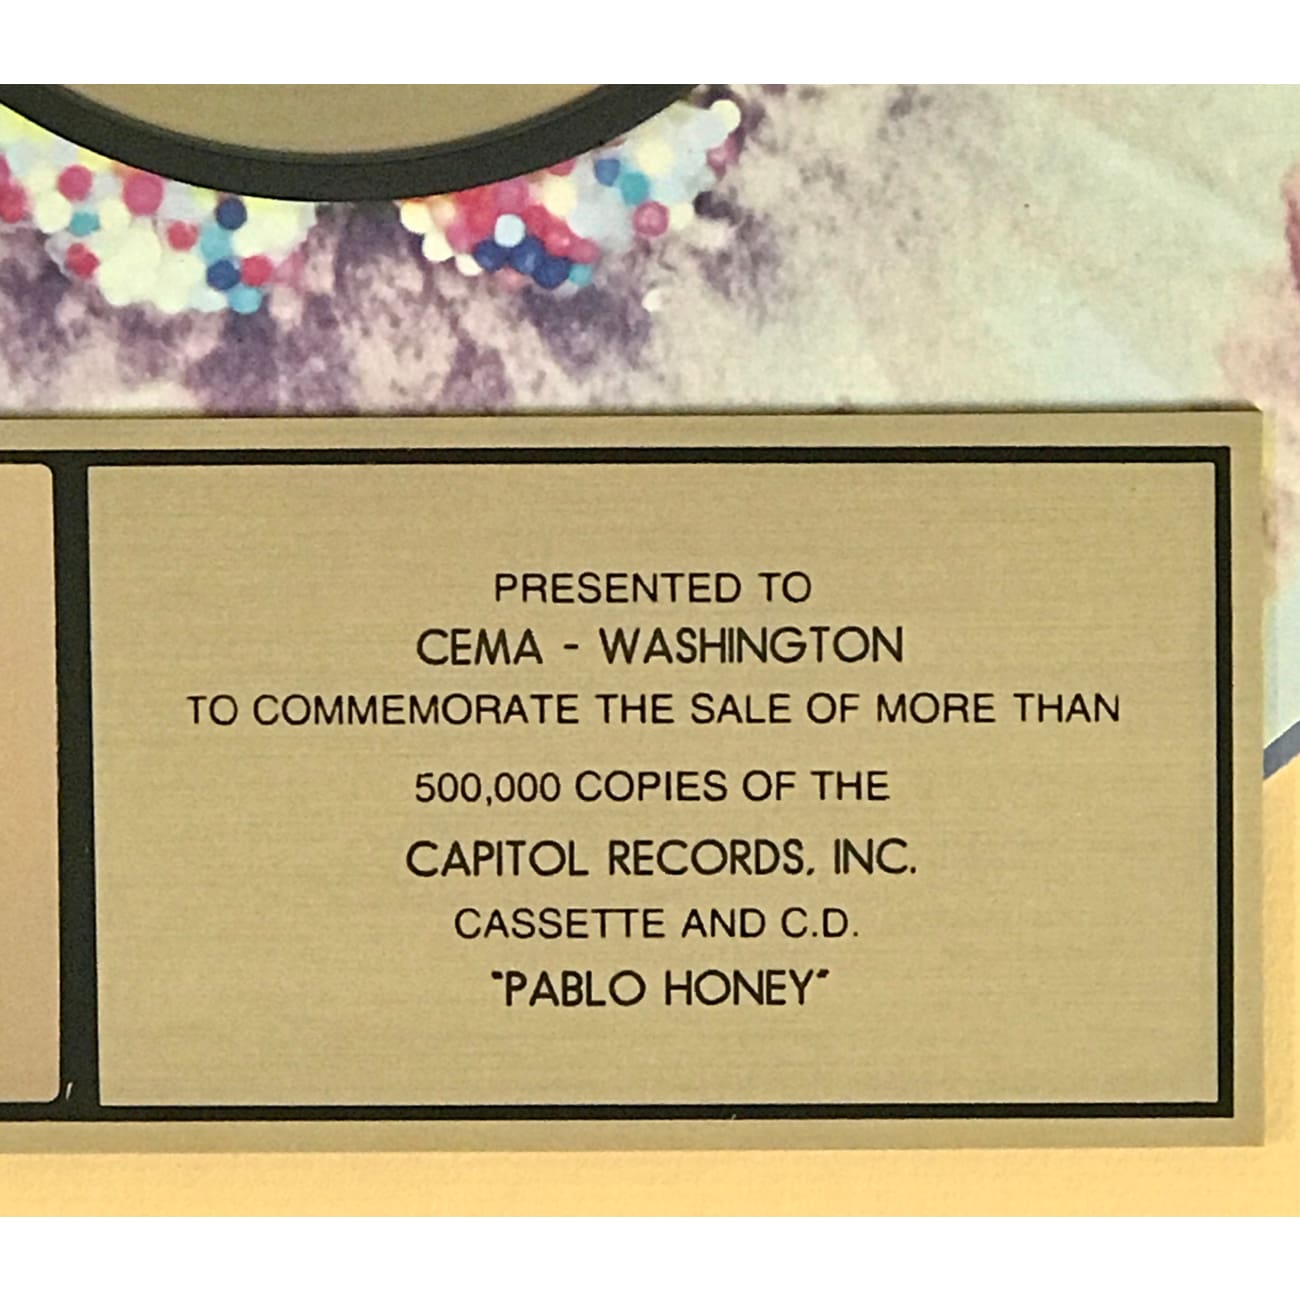 PRESENTED TO
CEMA - WASHINGTON
TO COMMEMORATE THE SALE OF MORE THAN
500,000 COPIES OF THE
CAPITOL RECORDS, INC.
CASSETTE AND C.D.
"PABLO HONEY"